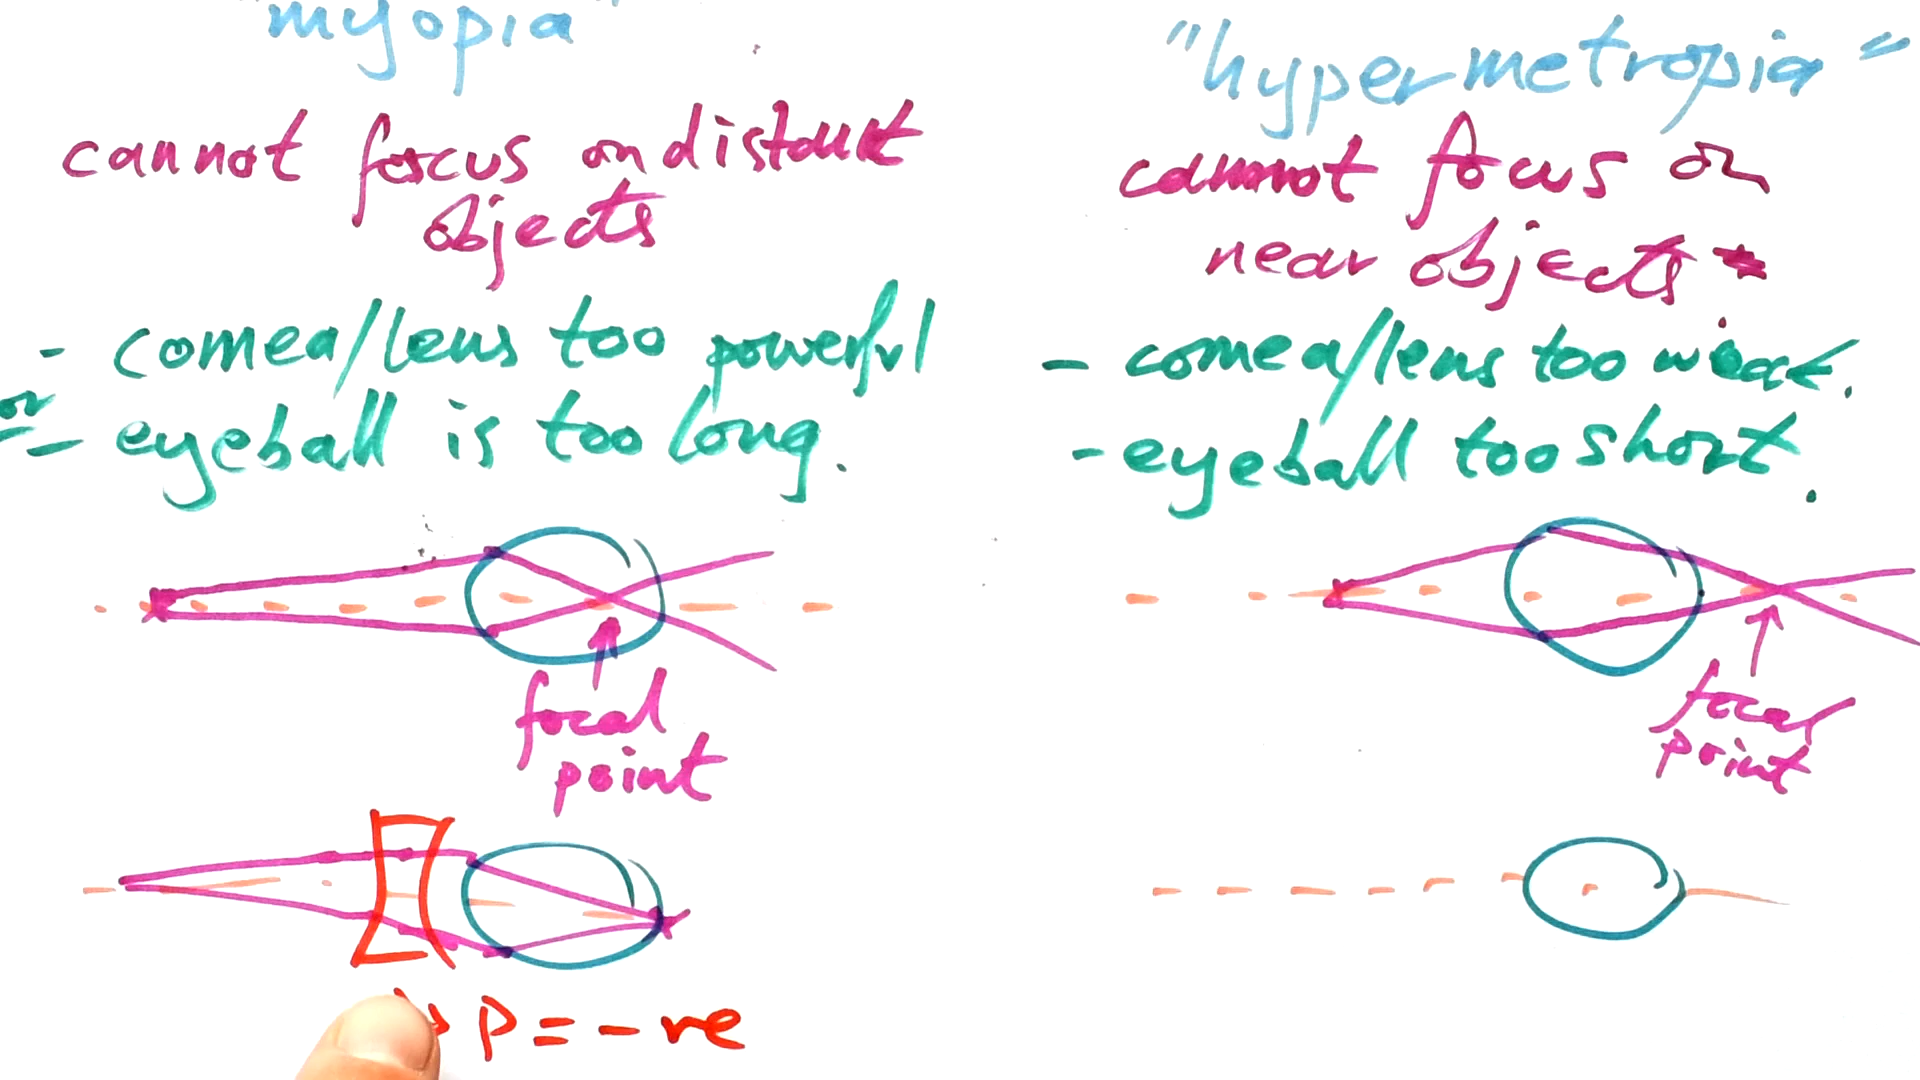 "myopia"
cannot focus on distant
objects
- cornea/lens too powerful
or
- eyeball is too long.
focal
point
P = -ve
"hypermetropia"
cannot focus on
near objects
- cornea/lens too weak.
- eyeball too short.
focal
point